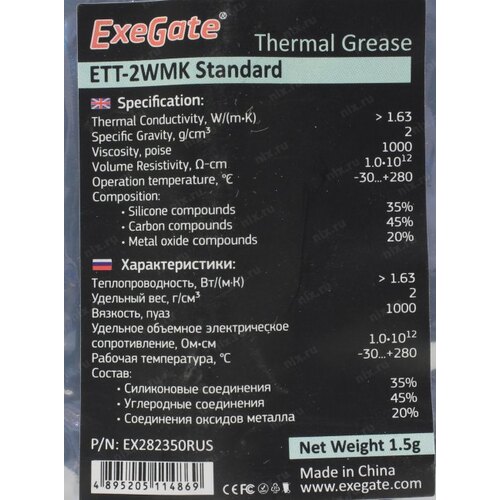 ExeGate®
Thermal Grease
ETT-2WMK Standard
Specification:
Thermal Conductivity, W/(m·K) > 1.63
Specific Gravity, g/cm³ 2
Viscosity, poise 1000
Volume Resistivity, Ω-cm 1.0·10¹²
Operation temperature, °C -30...+280
Composition:
· Silicone compounds 35%
· Carbon compounds 45%
· Metal oxide compounds 20%
Характеристики:
Теплопроводность, Вт/(м·К) > 1.63
Удельный вес, г/см³ 2
Вязкость, пуаз 1000
Удельное объемное электрическое
сопротивление, Ом·см 1.0·10¹²
Рабочая температура, °С -30...+280
Состав:
· Силиконовые соединения 35%
· Углеродные соединения 45%
· Соединения оксидов металла 20%
P/N: EX282350RUS
Net Weight 1.5g
Made in China
www.exegate.com
4 895205 114869